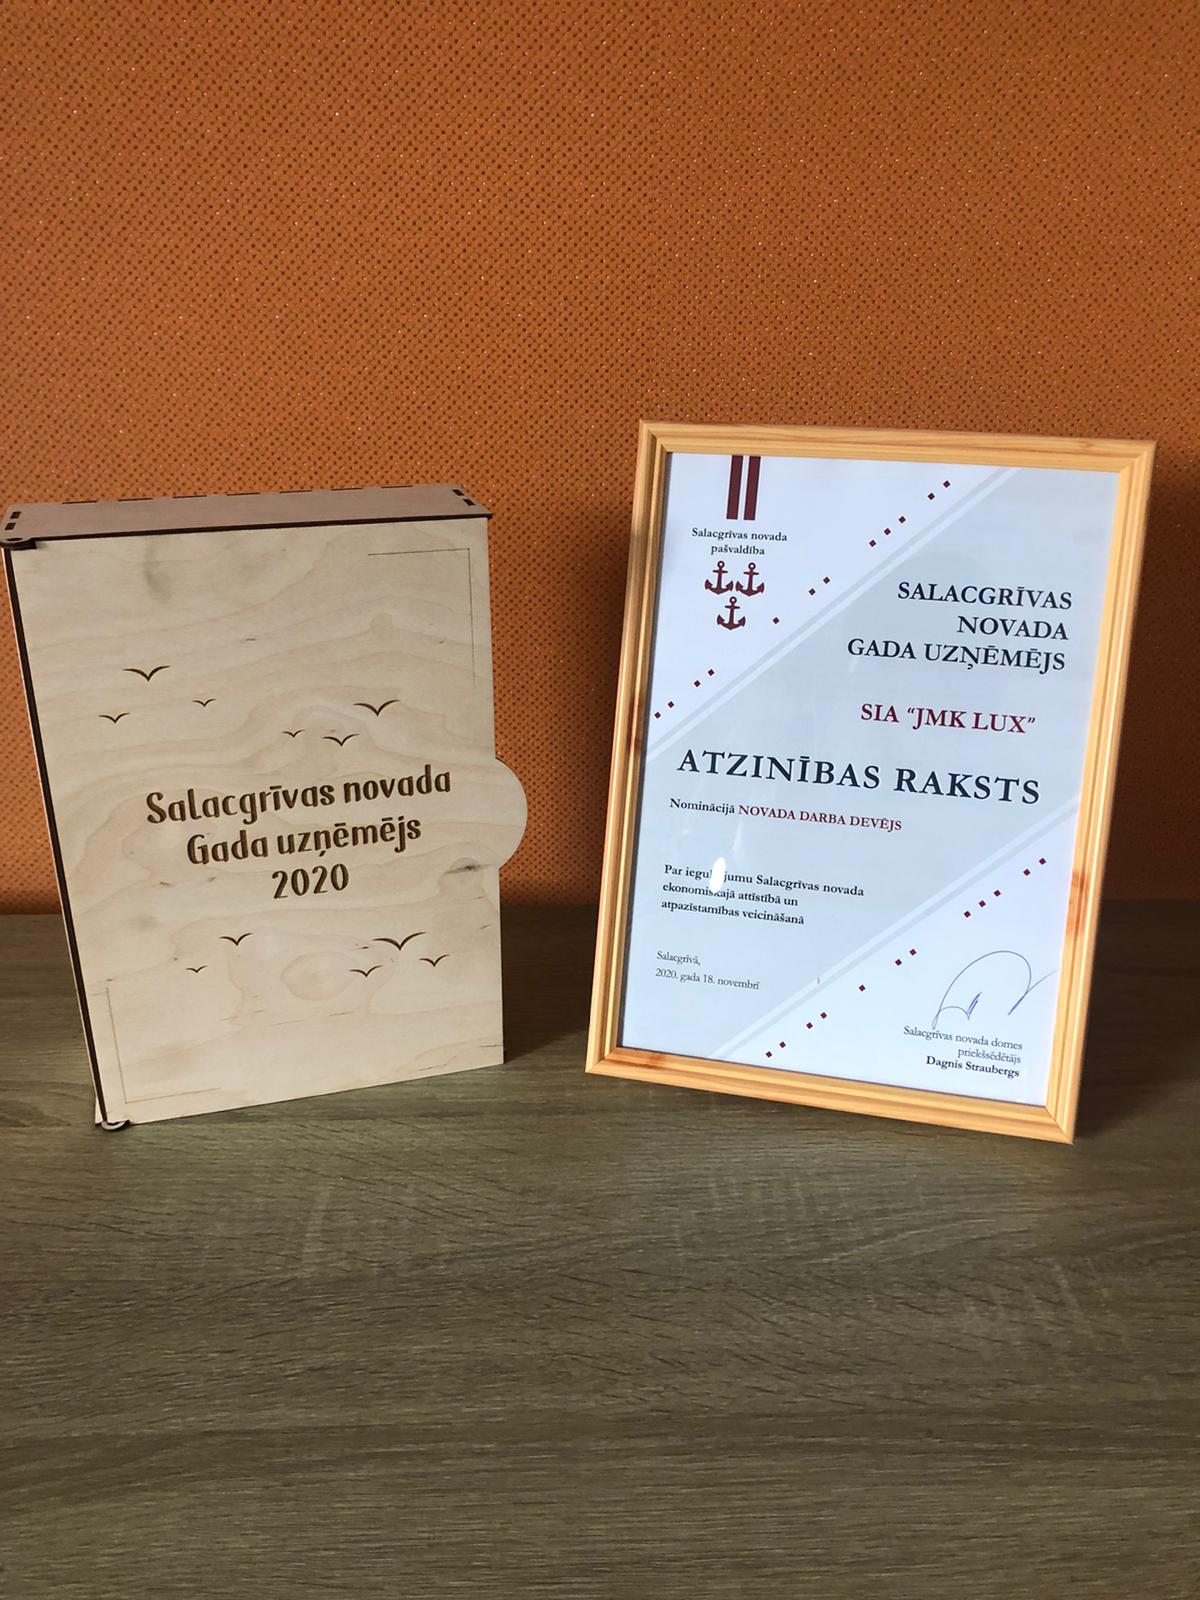 Salacgrīvas novada
Gada uzņēmējs
2020
Salacgrīvas novada
pašvaldība
SALACGRĪVAS
NOVADA
GADA UZŅĒMĒJS
SIA “JMK LUX”
ATZINĪBAS RAKSTS
Nominācijā NOVADA DARBA DEVĒJS
Par Salacgrīvas novada
ekonomiskajā attīstībā un
atpazīstamības veicināšanā
Salacgrīvā,
2020. gada 18. novembrī
Salacgrīvas novada domes
priekšsēdētājs
Dagnis Straubergs